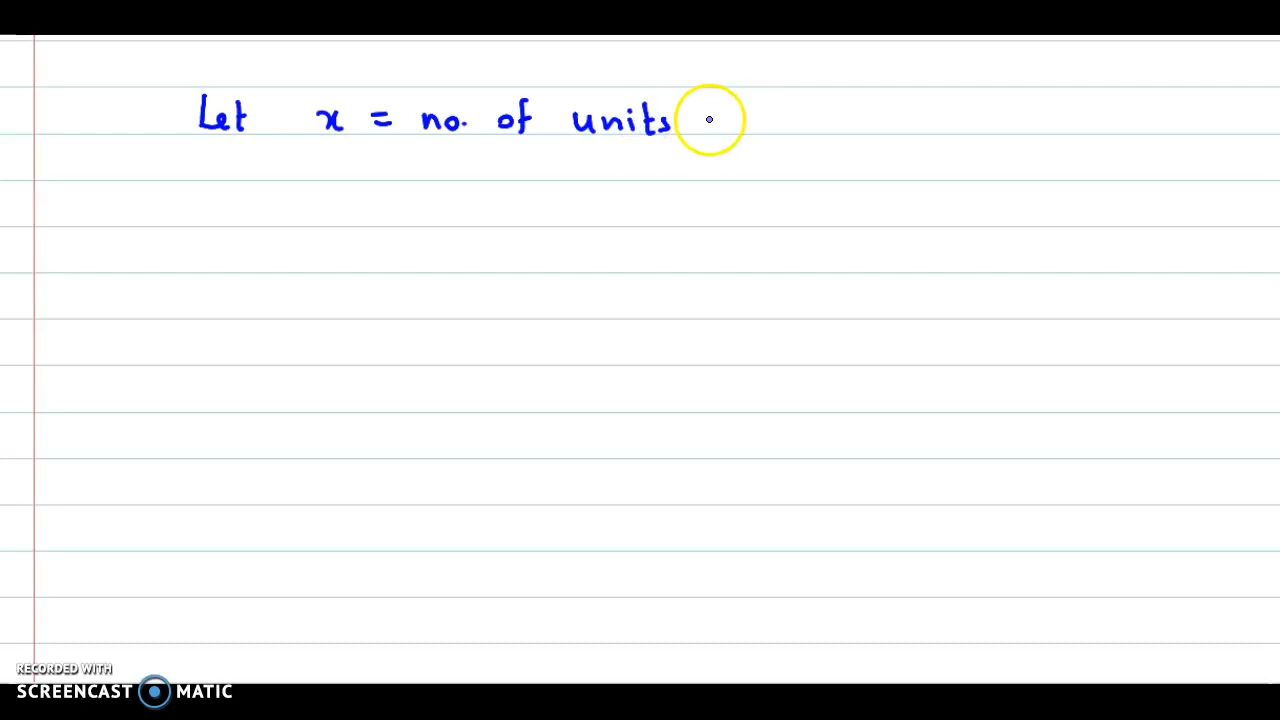 Let x = no. of units
RECORDED WITH
SCREENCAST MATIC